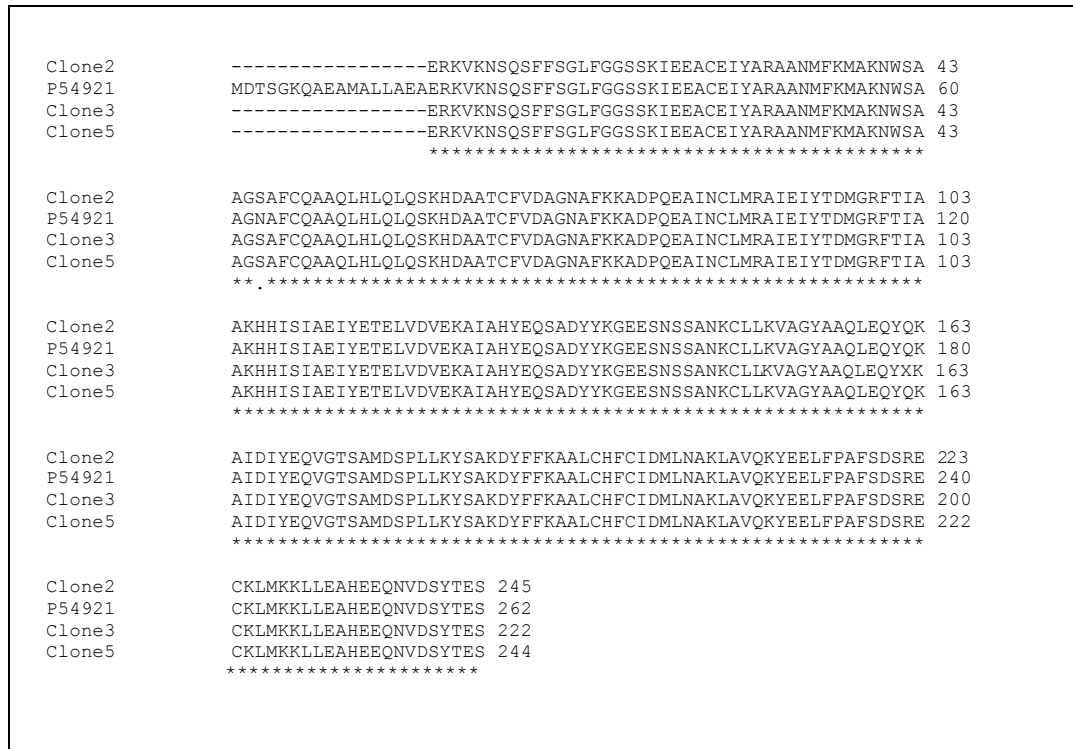 Clone2 -----------------ERKVKNSQSFFSGLFGGSSKIEEACEIYARAANMFKMAKNWSA 43
P54921 MDTSGKQAEAMALLAEAERKVKNSQSFFSGLFGGSSKIEEACEIYARAANMFKMAKNWSA 60
Clone3 -----------------ERKVKNSQSFFSGLFGGSSKIEEACEIYARAANMFKMAKNWSA 43
Clone5 -----------------ERKVKNSQSFFSGLFGGSSKIEEACEIYARAANMFKMAKNWSA 43
*******************************************
Clone2 AGSAFCQAAQLHLQLQSKHDAATCFVDAGNAFKKADPQEAINCLMRAIEIYTDMGRFTIA 103
P54921 AGNAFCQAAQLHLQLQSKHDAATCFVDAGNAFKKADPQEAINCLMRAIEIYTDMGRFTIA 120
Clone3 AGSAFCQAAQLHLQLQSKHDAATCFVDAGNAFKKADPQEAINCLMRAIEIYTDMGRFTIA 103
Clone5 AGSAFCQAAQLHLQLQSKHDAATCFVDAGNAFKKADPQEAINCLMRAIEIYTDMGRFTIA 103
**.*********************************************************
Clone2 AKHHISIAEIYETELVDVEKAIAHYEQSADYYKGEESNSSANKCLLKVAGYAAQLEQYQK 163
P54921 AKHHISIAEIYETELVDVEKAIAHYEQSADYYKGEESNSSANKCLLKVAGYAAQLEQYQK 180
Clone3 AKHHISIAEIYETELVDVEKAIAHYEQSADYYKGEESNSSANKCLLKVAGYAAQLEQYXK 163
Clone5 AKHHISIAEIYETELVDVEKAIAHYEQSADYYKGEESNSSANKCLLKVAGYAAQLEQYQK 163
************************************************************
Clone2 AIDIYEQVGTSAMDSPLLKYSAKDYFFKAALCHFCIDMLNAKLAVQKYEELFPAFSDSRE 223
P54921 AIDIYEQVGTSAMDSPLLKYSAKDYFFKAALCHFCIDMLNAKLAVQKYEELFPAFSDSRE 240
Clone3 AIDIYEQVGTSAMDSPLLKYSAKDYFFKAALCHFCIDMLNAKLAVQKYEELFPAFSDSRE 200
Clone5 AIDIYEQVGTSAMDSPLLKYSAKDYFFKAALCHFCIDMLNAKLAVQKYEELFPAFSDSRE 222
************************************************************
Clone2 CKLMKKLLEAHEEQNVDSYTES 245
P54921 CKLMKKLLEAHEEQNVDSYTES 262
Clone3 CKLMKKLLEAHEEQNVDSYTES 222
Clone5 CKLMKKLLEAHEEQNVDSYTES 244
**********************